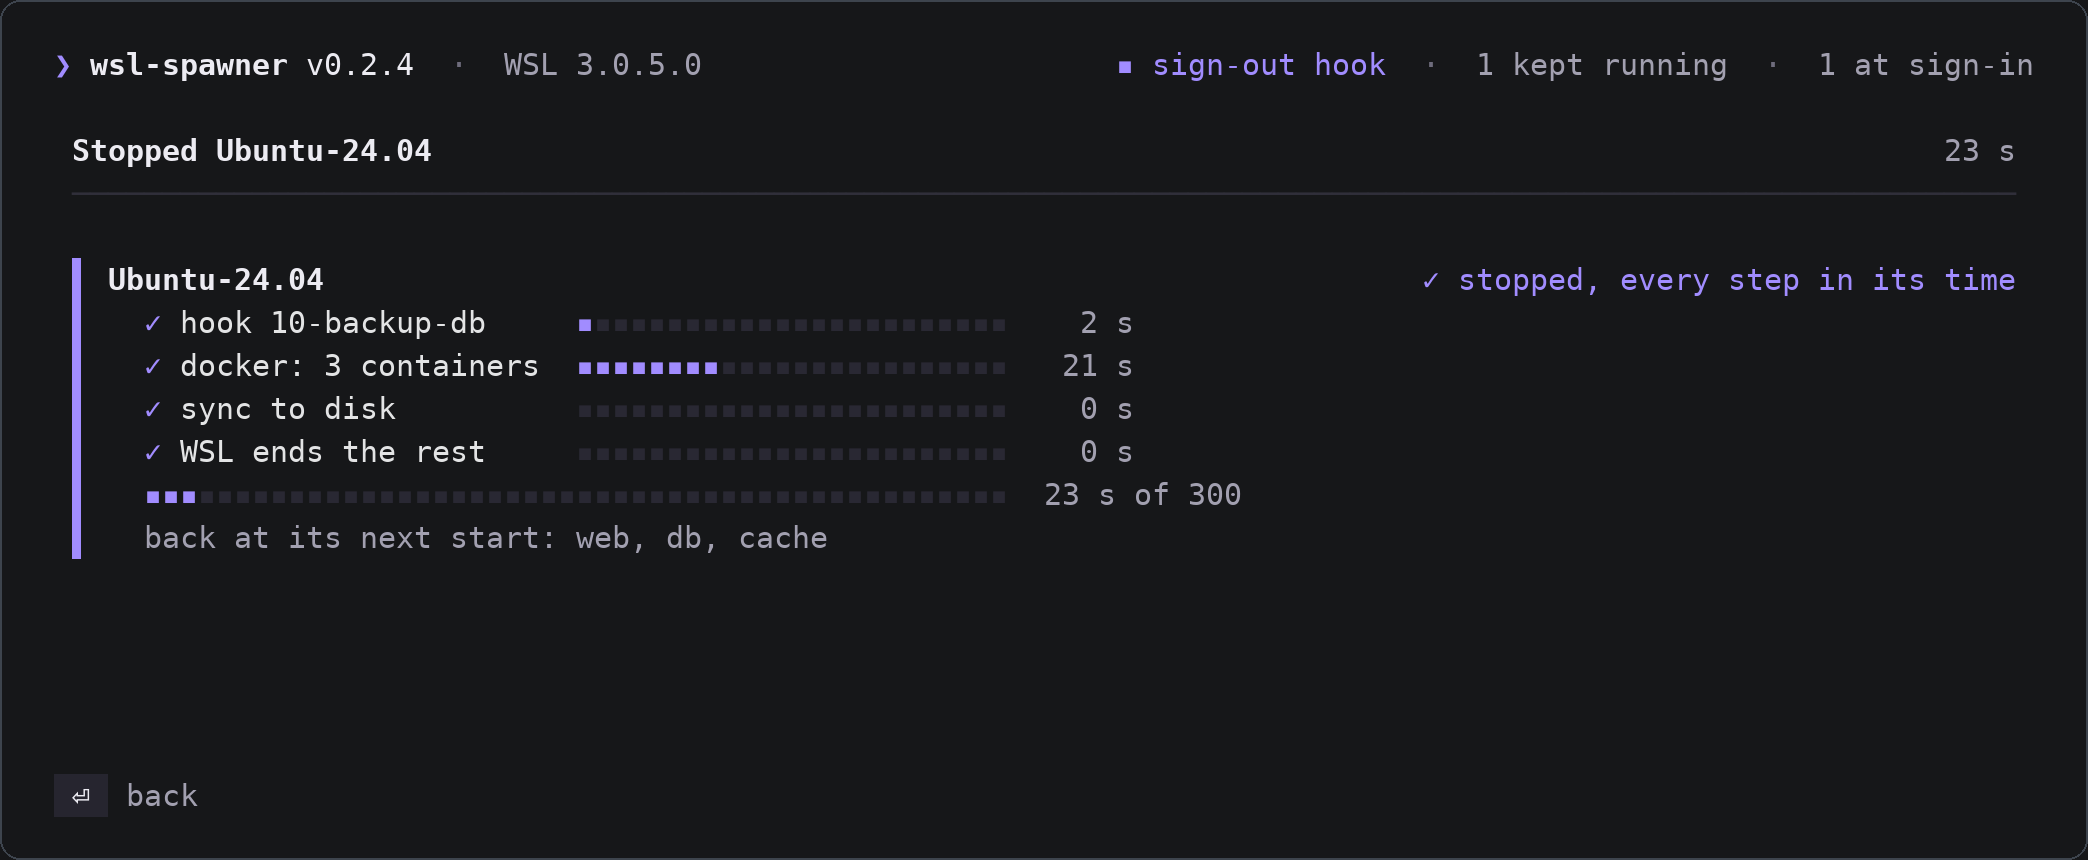 ❯ wsl-spawner v0.2.4 · WSL 3.0.5.0 ■ sign-out hook · 1 kept running · 1 at sign-in
Stopped Ubuntu-24.04 23 s
Ubuntu-24.04 ✓ stopped, every step in its time
✓ hook 10-backup-db 2 s
✓ docker: 3 containers 21 s
✓ sync to disk 0 s
✓ WSL ends the rest 0 s
23 s of 300
back at its next start: web, db, cache
⏎ back